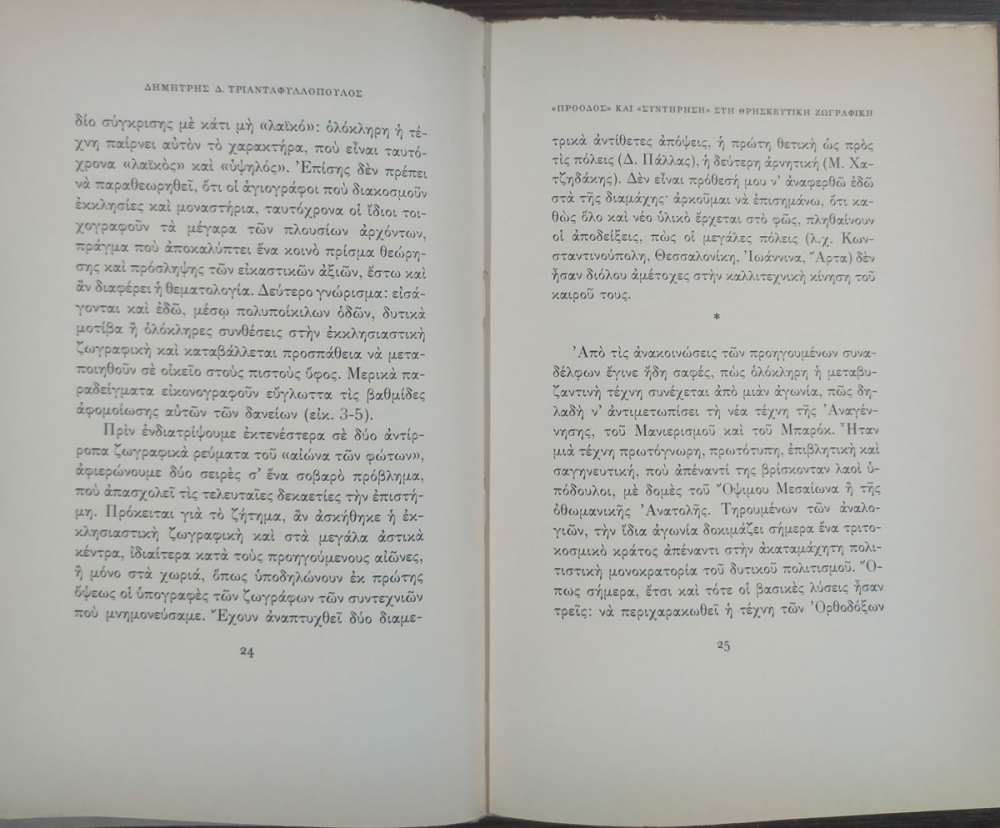 ΔΗΜΗΤΡΗΣ Δ. ΤΡΙΑΝΤΑΦΥΛΛΟΠΟΥΛΟΣ
δίο σύγκρισης μὲ κάτι μὴ «λαϊκό»: ὁλόκληρη ἡ τέ-
χνη παίρνει αὐτὸν τὸ χαρακτήρα, ποὺ εἶναι ταυτό-
χρονα «λαϊκὸς» καὶ «ὑψηλός». Ἐπίσης δὲν πρέπει
νὰ παραθεωρηθεῖ, ὅτι οἱ ἁγιογράφοι ποὺ διακοσμοῦν
ἐκκλησίες καὶ μοναστήρια, ταυτόχρονα οἱ ἴδιοι τοι-
χογραφοῦν τὰ μέγαρα τῶν πλουσίων ἀρχόντων,
πράγμα ποὺ ἀποκαλύπτει ἕνα κοινὸ πρίσμα θεώρη-
σης καὶ πρόσληψης τῶν εἰκαστικῶν ἀξιῶν, ἔστω καὶ
ἂν διαφέρει ἡ θεματολογία. Δεύτερο γνώρισμα: εἰσά-
γονται καὶ ἐδῶ, μέσῳ πολυποίκιλων ὁδῶν, δυτικὰ
μοτίβα ἢ ὁλόκληρες συνθέσεις στὴν ἐκκλησιαστικὴ
ζωγραφικὴ καὶ καταβάλλεται προσπάθεια νὰ μετα-
ποιηθοῦν σὲ οἰκεῖο στοὺς πιστοὺς ὕφος. Μερικὰ πα-
ραδείγματα εἰκονογραφοῦν εὔγλωττα τὶς βαθμίδες
ἀφομοίωσης αὐτῶν τῶν δανείων (εἰκ. 3-5).
Πρὶν ἐνδιατρίψουμε ἐκτενέστερα σὲ δύο ἀντίρ-
ροπα ζωγραφικὰ ρεύματα τοῦ «αἰώνα τῶν φώτων»,
ἀφιερώνουμε δύο σειρὲς σ' ἕνα σοβαρὸ πρόβλημα,
ποὺ ἀπασχολεῖ τὶς τελευταῖες δεκαετίες τὴν ἐπιστή-
μη. Πρόκειται γιὰ τὸ ζήτημα, ἂν ἀσκήθηκε ἡ ἐκ-
κλησιαστικὴ ζωγραφικὴ καὶ στὰ μεγάλα ἀστικὰ
κέντρα, ἰδιαίτερα κατὰ τοὺς προηγούμενους αἰῶνες,
ἢ μόνο στὰ χωριά, ὅπως ὑποδηλώνουν ἐκ πρώτης
ὄψεως οἱ ὑπογραφὲς τῶν ζωγράφων τῶν συντεχνιῶν
ποὺ μνημονεύσαμε. Ἔχουν ἀναπτυχθεῖ δύο διαμε-
24
«ΠΡΟΟΔΟΣ» ΚΑΙ «ΣΥΝΤΗΡΗΣΗ» ΣΤΗ ΘΡΗΣΚΕΥΤΙΚΗ ΖΩΓΡΑΦΙΚΗ
τρικὰ ἀντίθετες ἀπόψεις, ἡ πρώτη θετικὴ ὡς πρὸς
τὶς πόλεις (Δ. Πάλλας), ἡ δεύτερη ἀρνητικὴ (Μ. Χα-
τζηδάκης). Δὲν εἶναι πρόθεσή μου ν' ἀναφερθῶ ἐδῶ
στὰ τῆς διαμάχης· ἀρκοῦμαι νὰ ἐπισημάνω, ὅτι κα-
θὼς ὅλο καὶ νέο ὑλικὸ ἔρχεται στὸ φῶς, πληθαίνουν
οἱ ἀποδείξεις, πὼς οἱ μεγάλες πόλεις (λ.χ. Κων-
σταντινούπολη, Θεσσαλονίκη, Ἰωάννινα, Ἄρτα) δὲν
ἦσαν διόλου ἀμέτοχες στὴν καλλιτεχνικὴ κίνηση τοῦ
καιροῦ τους.
*
Ἀπὸ τὶς ἀνακοινώσεις τῶν προηγουμένων συνα-
δέλφων ἔγινε ἤδη σαφές, πὼς ὁλόκληρη ἡ μεταβυ-
ζαντινὴ τέχνη συνέχεται ἀπὸ μιὰν ἀγωνία, πῶς δη-
λαδὴ ν' ἀντιμετωπίσει τὴ νέα τέχνη τῆς Ἀναγέν-
νησης, τοῦ Μανιερισμοῦ καὶ τοῦ Μπαρόκ. Ἦταν
μιὰ τέχνη πρωτόγνωρη, πρωτότυπη, ἐπιβλητικὴ καὶ
σαγηνευτική, ποὺ ἀπέναντί της βρίσκονταν λαοὶ ὑ-
πόδουλοι, μὲ δομὲς τοῦ Ὄψιμου Μεσαίωνα ἢ τῆς
ὀθωμανικῆς Ἀνατολῆς. Τηρουμένων τῶν ἀναλο-
γιῶν, τὴν ἴδια ἀγωνία δοκιμάζει σήμερα ἕνα τριτο-
κοσμικὸ κράτος ἀπέναντι στὴν ἀκαταμάχητη πολι-
τιστικὴ μονοκρατορία τοῦ δυτικοῦ πολιτισμοῦ. Ὅ-
πως σήμερα, ἔτσι καὶ τότε οἱ βασικὲς λύσεις ἦσαν
τρεῖς: νὰ περιχαρακωθεῖ ἡ τέχνη τῶν Ὀρθοδόξων
25